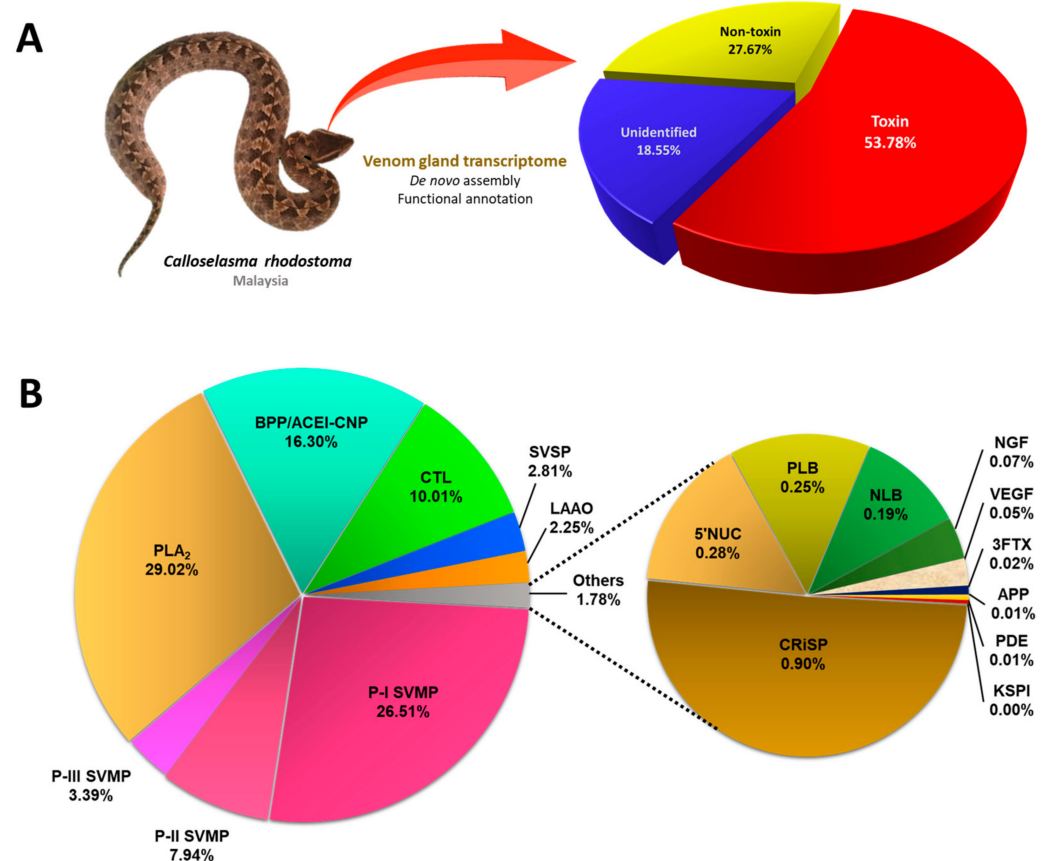 A
Non-toxin
27.67%
Unidentified
18.55%
Toxin
53.78%
Venom gland transcriptome
De novo assembly
Functional annotation
Calloselasma rhodostoma
Malaysia
B
BPP/ACEI-CNP
16.30%
CTL
10.01%
SVSP
2.81%
LAAO
2.25%
Others
1.78%
PLA₂
29.02%
P-I SVMP
26.51%
P-III SVMP
3.39%
P-II SVMP
7.94%
PLB
0.25%
NLB
0.19%
5'NUC
0.28%
CRiSP
0.90%
NGF
0.07%
VEGF
0.05%
3FTX
0.02%
APP
0.01%
PDE
0.01%
KSPI
0.00%